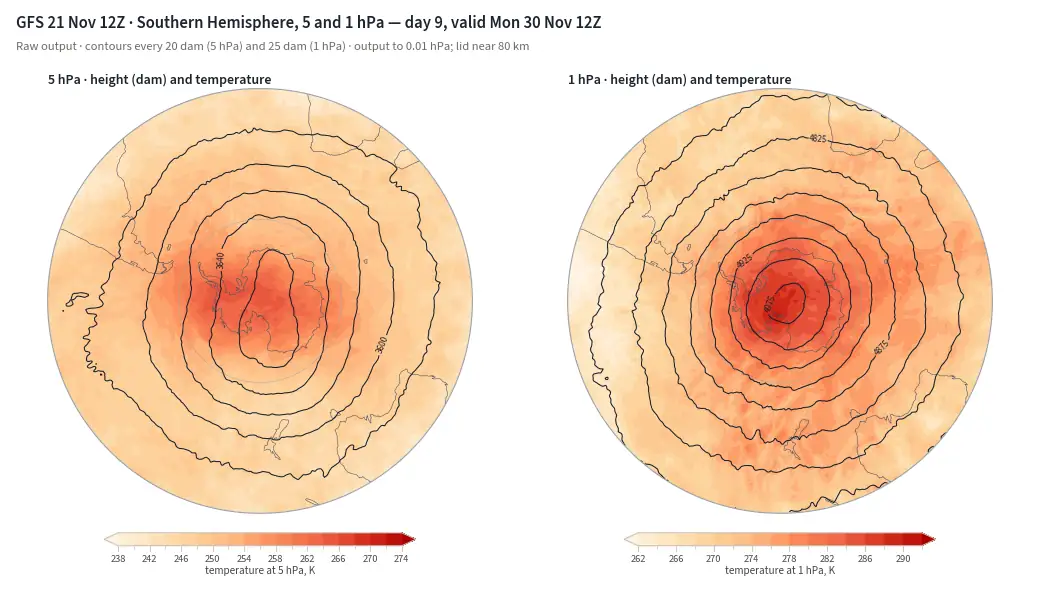 GFS 21 Nov 12Z · Southern Hemisphere, 5 and 1 hPa — day 9, valid Mon 30 Nov 12Z
Raw output · contours every 20 dam (5 hPa) and 25 dam (1 hPa) · output to 0.01 hPa; lid near 80 km
5 hPa · height (dam) and temperature
1 hPa · height (dam) and temperature
3640
3600
4825
4925
4975
4875
238 242 246 250 254 258 262 266 270 274
temperature at 5 hPa, K
262 266 270 274 278 282 286 290
temperature at 1 hPa, K